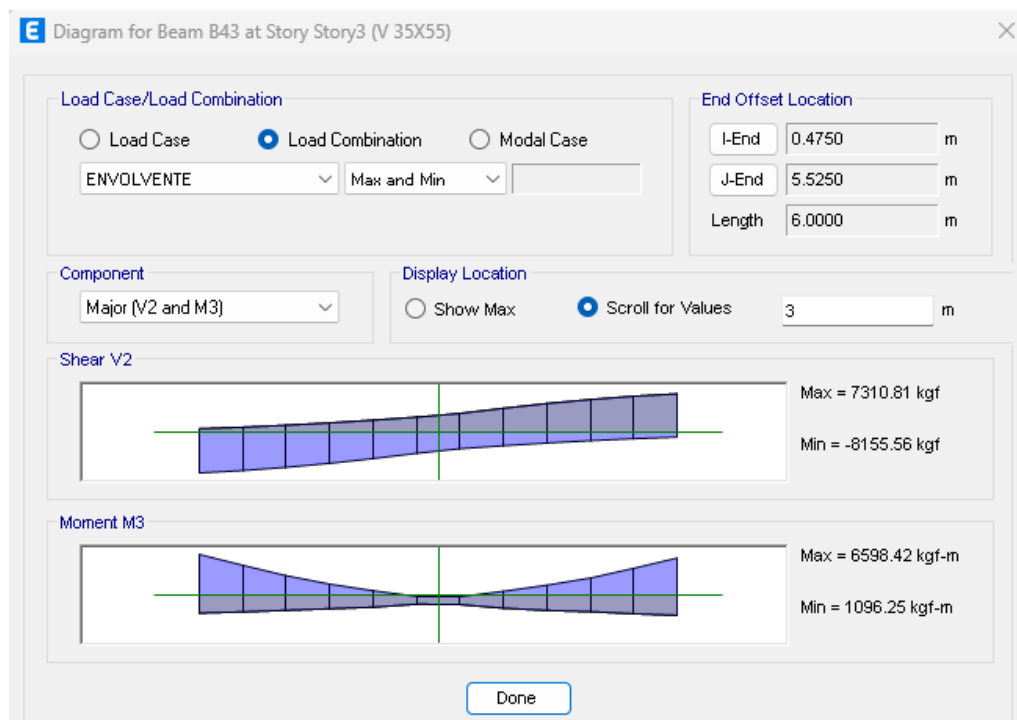 E Diagram for Beam B43 at Story Story3 (V 35X55)
Load Case/Load Combination
Load Case Load Combination Modal Case
ENVOLVENTE Max and Min
End Offset Location
I-End 0.4750 m
J-End 5.5250 m
Length 6.0000 m
Component
Major (V2 and M3)
Display Location
Show Max Scroll for Values 3 m
Shear V2
Max = 7310.81 kgf
Min = -8155.56 kgf
Moment M3
Max = 6598.42 kgf-m
Min = 1096.25 kgf-m
Done